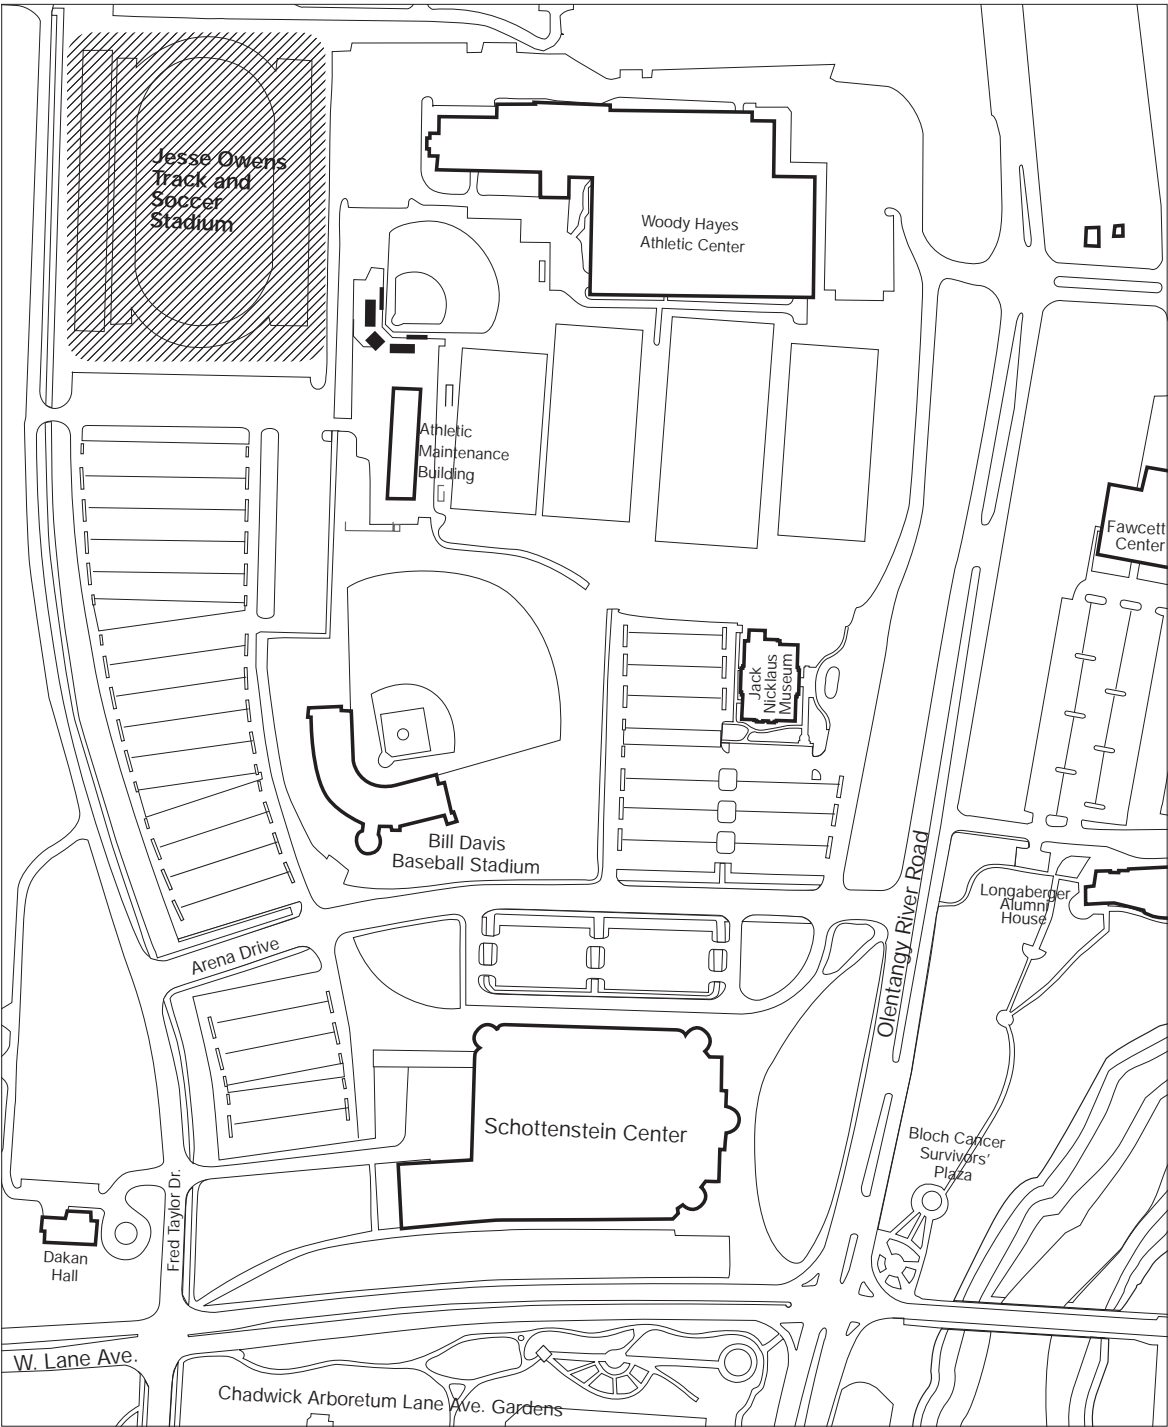 Jesse Owens
Track and
Soccer
Stadium
Woody Hayes
Athletic Center
Athletic
Maintenance
Building
Fawcett
Center
Jack
Nicklaus
Museum
Bill Davis
Baseball Stadium
Olentangy River Road
Longaberger
Alumni
House
Arena Drive
Schottenstein Center
Bloch Cancer
Survivors'
Plaza
Fred Taylor Dr.
Dakan
Hall
W. Lane Ave.
Chadwick Arboretum Lane Ave. Gardens